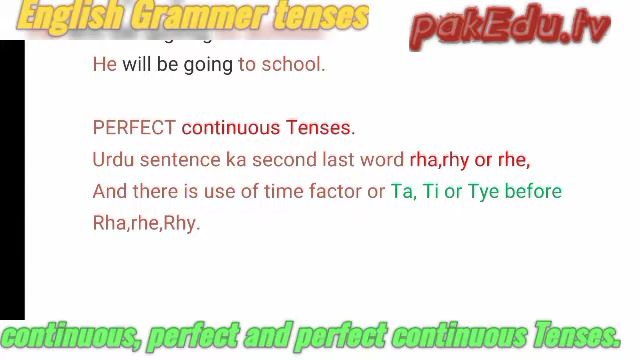 English Grammer tenses
pakEdu.tv
He will be going to school.
PERFECT continuous Tenses.
Urdu sentence ka second last word rha,rhy or rhe,
And there is use of time factor or Ta, Ti or Tye before
Rha,rhe,Rhy.
continuous, perfect and perfect continuous Tenses.